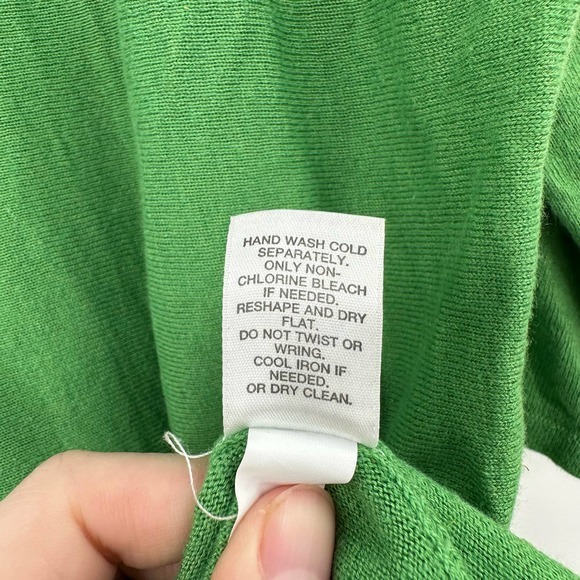 HAND WASH COLD
SEPARATELY.
ONLY NON-
CHLORINE BLEACH
IF NEEDED.
RESHAPE AND DRY
FLAT.
DO NOT TWIST OR
WRING.
COOL IRON IF
NEEDED.
OR DRY CLEAN.